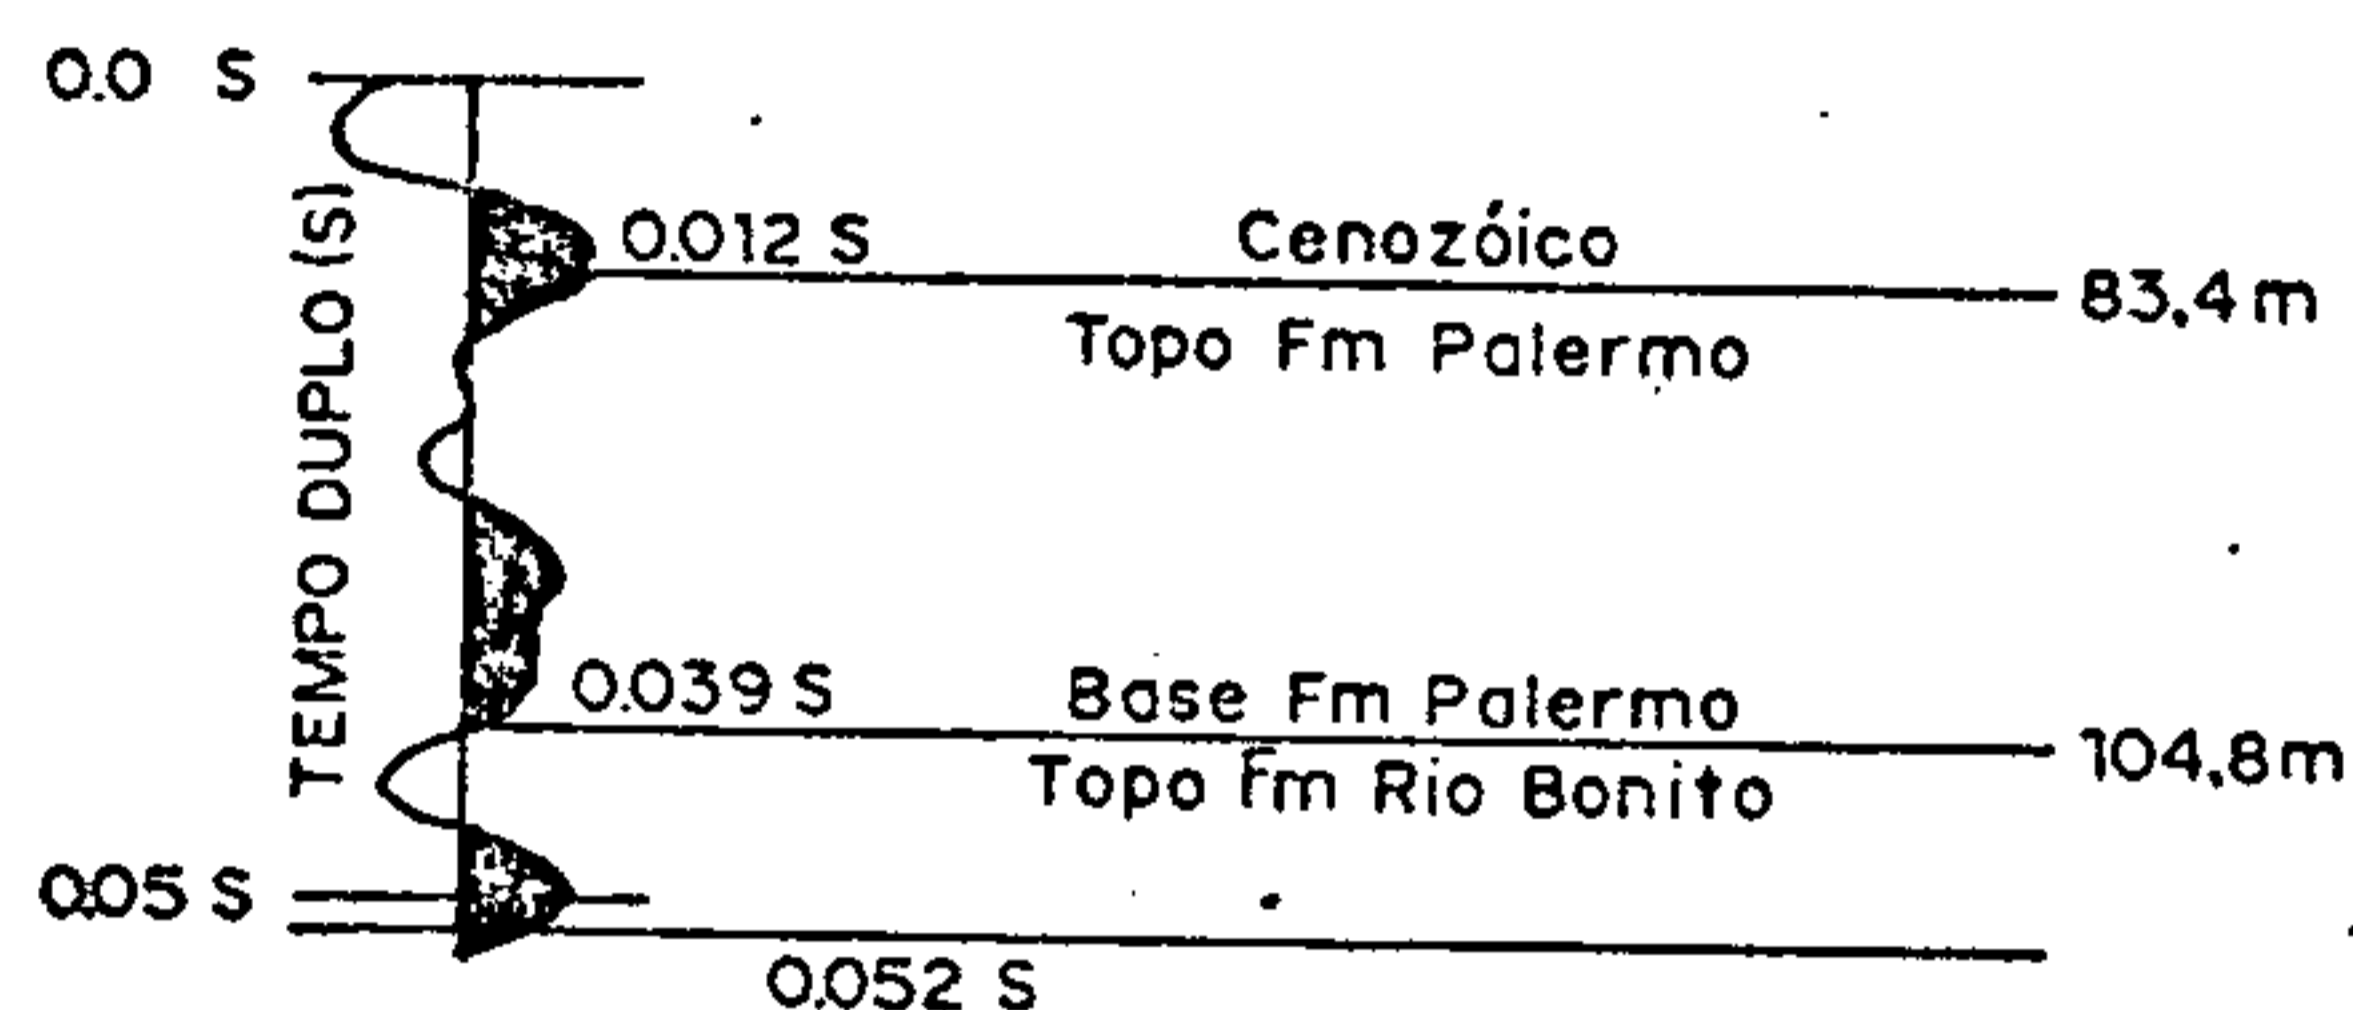 0.0 S
TEMPO DUPLO (S)
0.012 S
Cenozóico
83.4 m
Topo Fm Palermo
0.039 S
Base Fm Palermo
104.8 m
Topo Fm Rio Bonito
0.05 S
0.052 S